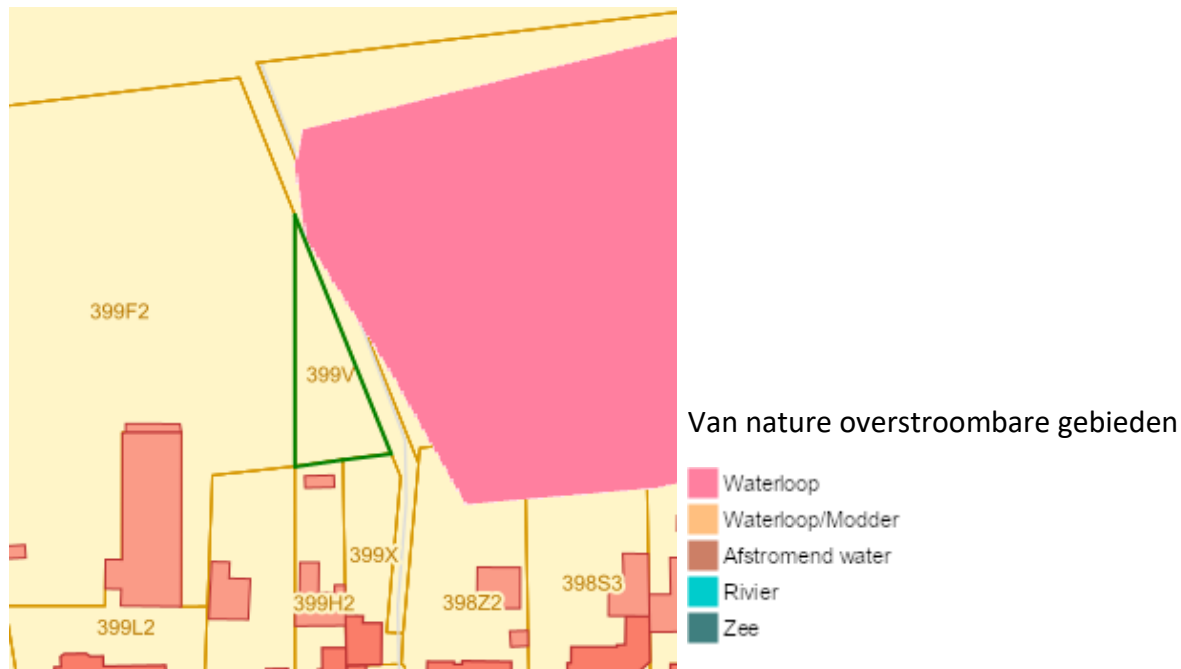 399F2
399V
399X
399H2
398Z2
398S3
399L2
Van nature overstroombare gebieden
Waterloop
Waterloop/Modder
Afstromend water
Rivier
Zee